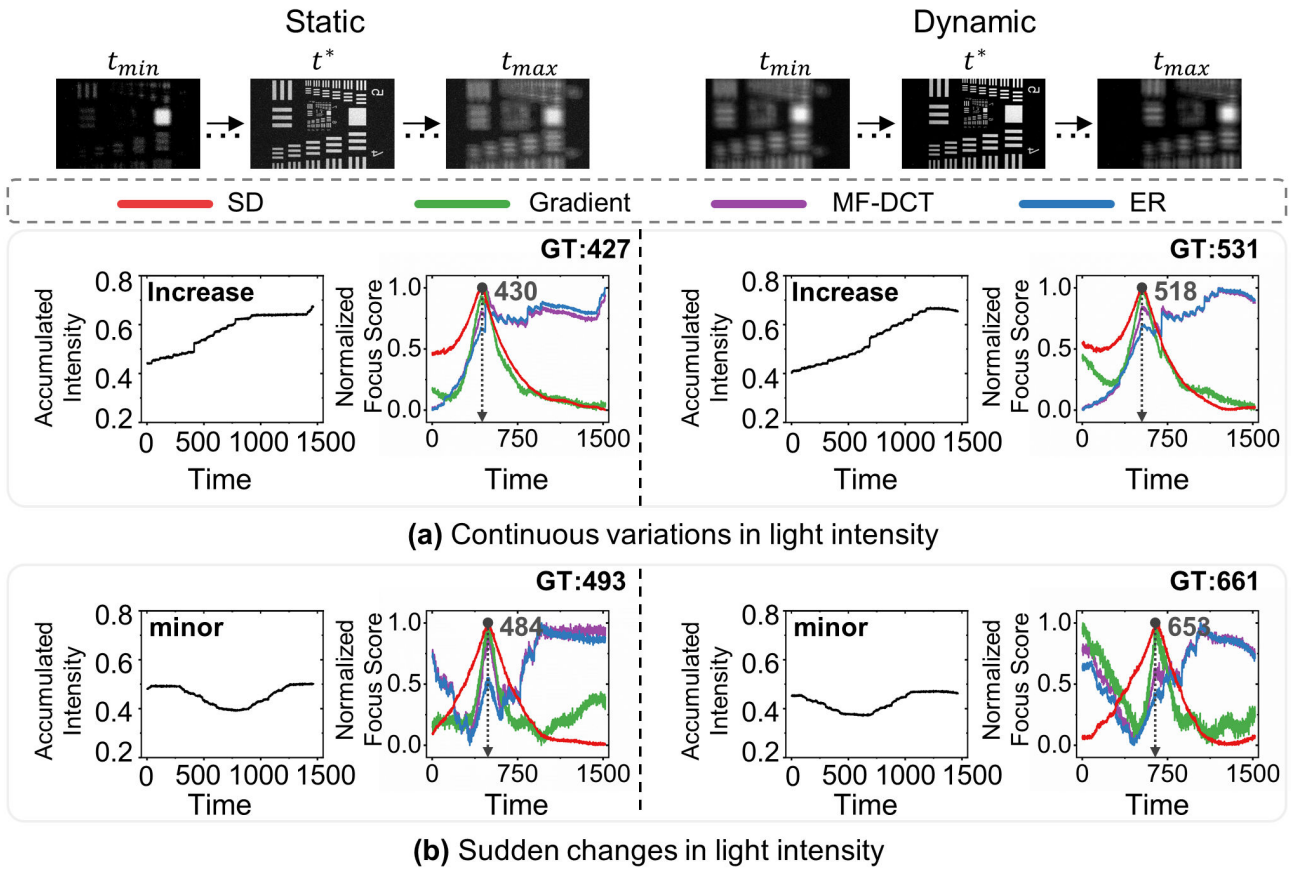 Static
Dynamic
t_min
t*
t_max
t_min
t*
t_max
5
4
5
4
SD
Gradient
MF-DCT
ER
GT:427
GT:531
Accumulated
Intensity
0.8
0.6
0.4
0.2
Increase
0 500 1000 1500
Time
Normalized
Focus Score
1.0
0.5
0.0
430
0 750 1500
Time
Accumulated
Intensity
0.8
0.6
0.4
0.2
Increase
0 500 1000 1500
Time
Normalized
Focus Score
1.0
0.5
0.0
518
0 750 1500
Time
(a) Continuous variations in light intensity
GT:493
GT:661
Accumulated
Intensity
0.8
0.6
0.4
0.2
minor
0 500 1000 1500
Time
Normalized
Focus Score
1.0
0.5
0.0
484
0 750 1500
Time
Accumulated
Intensity
0.8
0.6
0.4
0.2
minor
0 500 1000 1500
Time
Normalized
Focus Score
1.0
0.5
0.0
653
0 750 1500
Time
(b) Sudden changes in light intensity